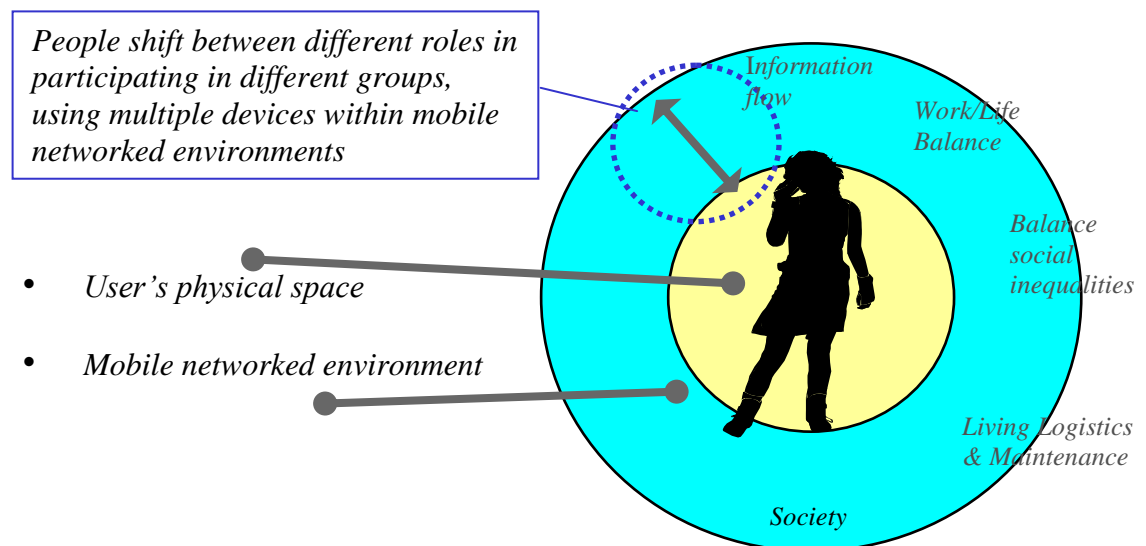 People shift between different roles in
participating in different groups,
using multiple devices within mobile
networked environments
Information
flow
Work/Life
Balance
Balance
social
inequalities
• User’s physical space
• Mobile networked environment
Living Logistics
& Maintenance
Society